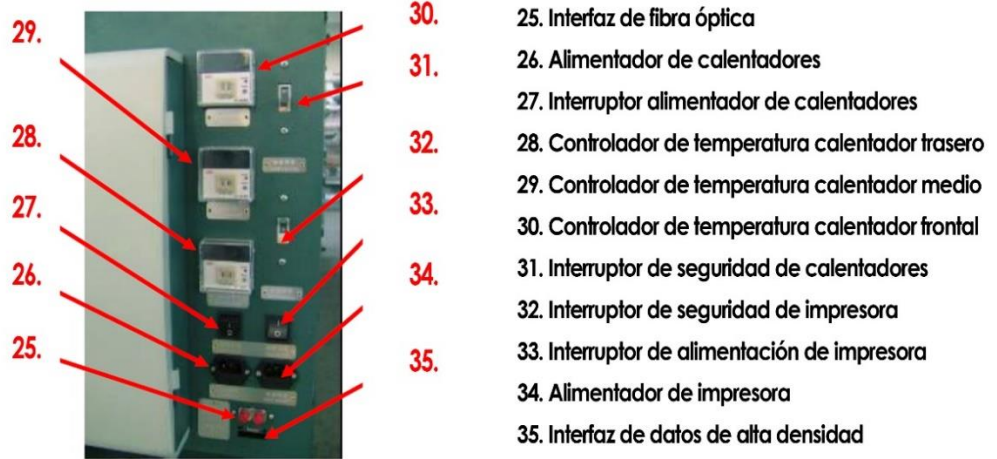 29.
28.
27.
26.
25.
30.
31.
32.
33.
34.
35.
25. Interfaz de fibra óptica
26. Alimentador de calentadores
27. Interruptor alimentador de calentadores
28. Controlador de temperatura calentador trasero
29. Controlador de temperatura calentador medio
30. Controlador de temperatura calentador frontal
31. Interruptor de seguridad de calentadores
32. Interruptor de seguridad de impresora
33. Interruptor de alimentación de impresora
34. Alimentador de impresora
35. Interfaz de datos de alta densidad